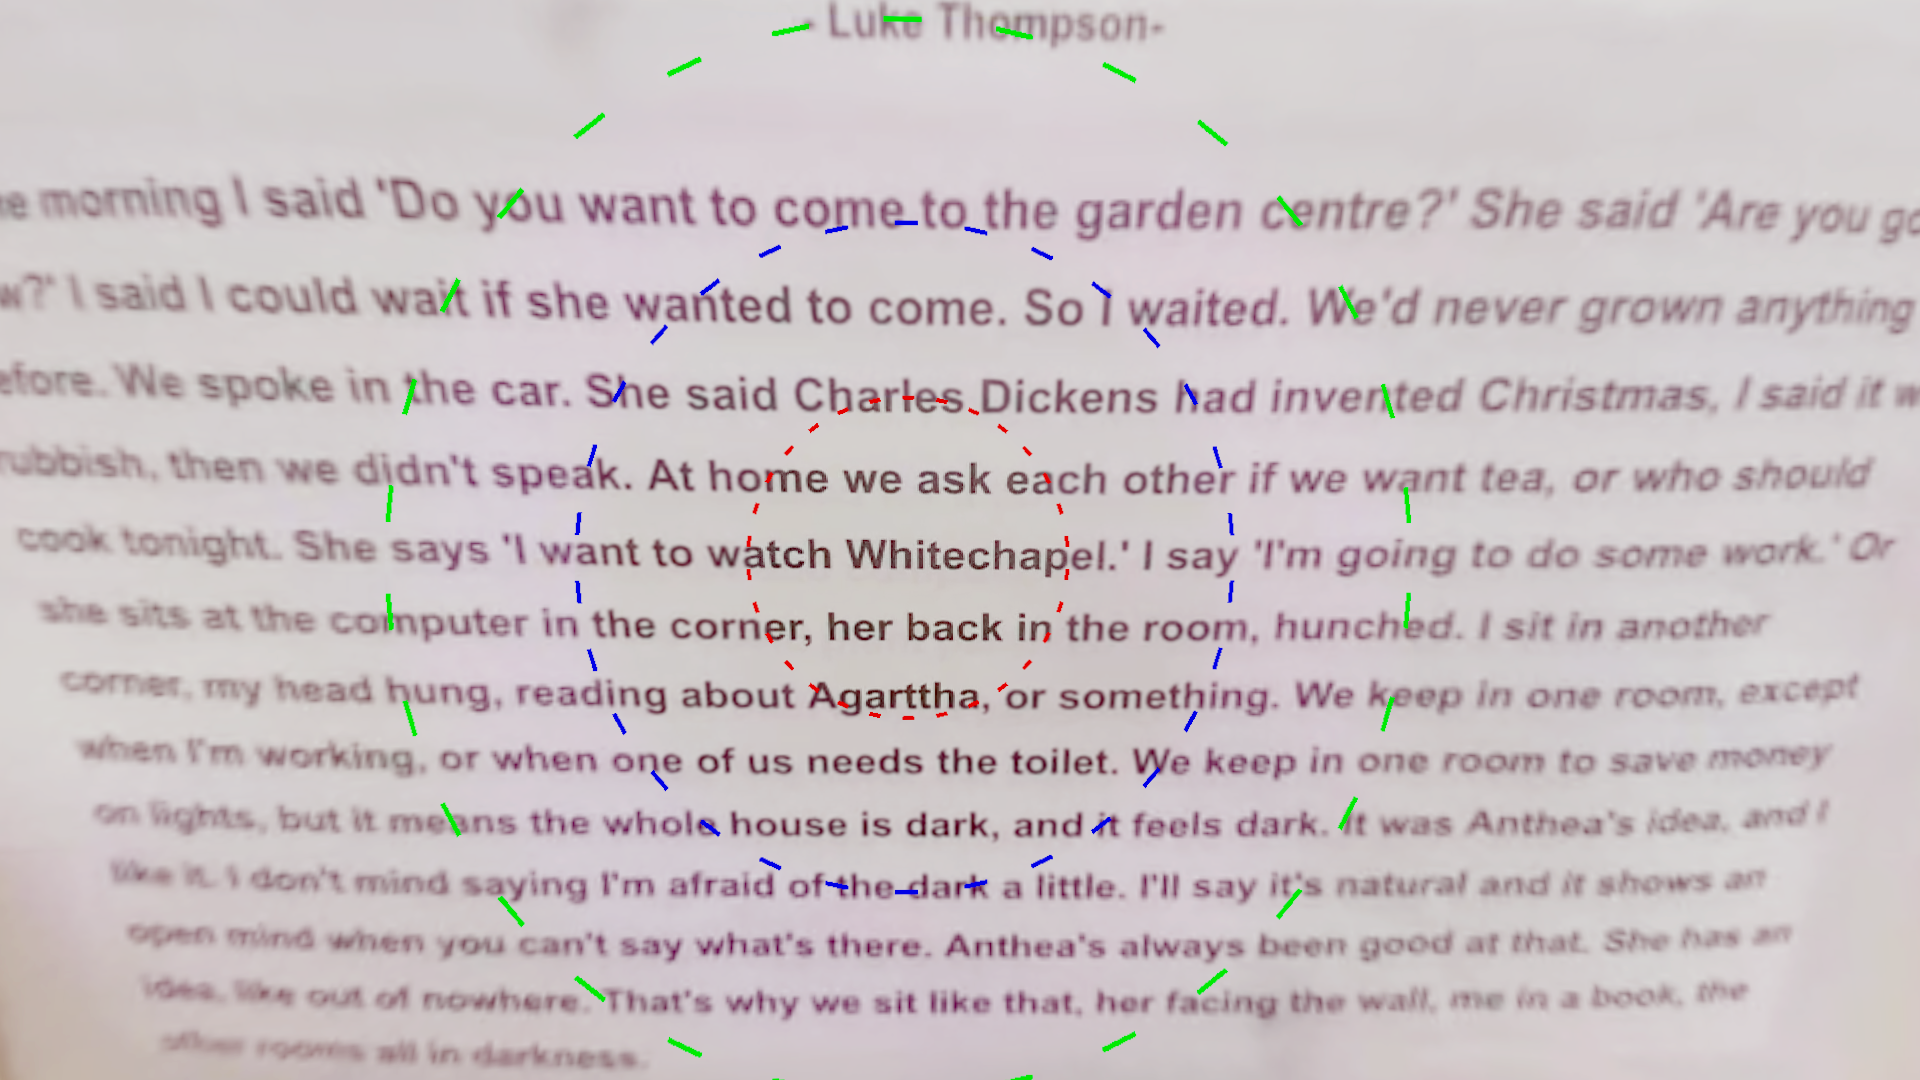 - Luke Thompson-
morning I said 'Do you want to come to the garden centre?' She said 'Are you
I said I could wait if she wanted to come. So I waited. We'd never grown anything
We spoke in the car. She said Charles Dickens had invented Christmas, I said it
rubbish, then we didn't speak. At home we ask each other if we want tea, or who should
cook tonight. She says 'I want to watch Whitechapel.' I say 'I'm going to do some work.' Or
she sits at the computer in the corner, her back in the room, hunched. I sit in another
corner, my head hung, reading about Agarttha, or something. We keep in one room, except
when I'm working, or when one of us needs the toilet. We keep in one room to save money
on lights, but it means the whole house is dark, and it feels dark. It was Anthea's idea, and I
like it. I don't mind saying I'm afraid of the dark a little. I'll say it's natural and it shows an
open mind when you can't say what's there. Anthea's always been good at that. She has an
idea, like out of nowhere. That's why we sit like that, her facing the wall, me in a book, the
other rooms all in darkness.